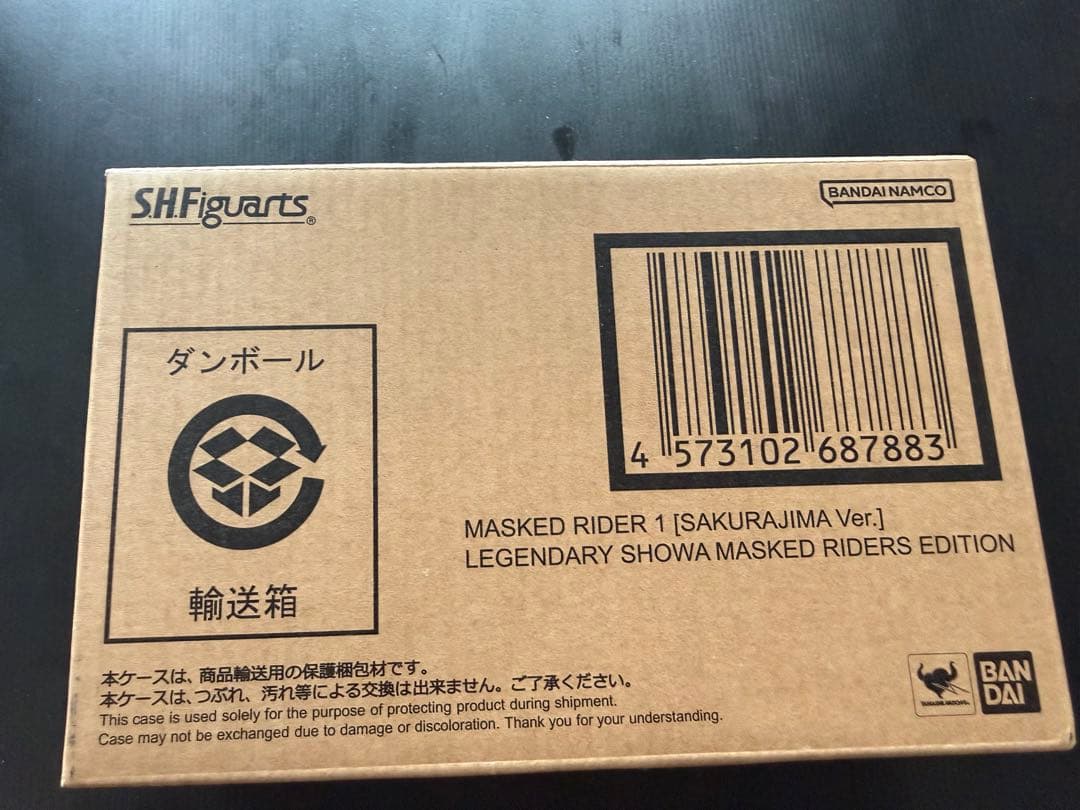 S.H.Figuarts®
BANDAI NAMCO
4 573102 687883
ダンボール
輸送箱
MASKED RIDER 1 [SAKURAJIMA Ver.]
LEGENDARY SHOWA MASKED RIDERS EDITION
本ケースは、商品輸送用の保護梱包材です。
本ケースは、つぶれ、汚れ等による交換は出来ません。ご了承ください。
This case is used solely for the purpose of protecting product during shipment.
Case may not be exchanged due to damage or discoloration. Thank you for your understanding.
TAMASHII NATIONS
BAN
DAI